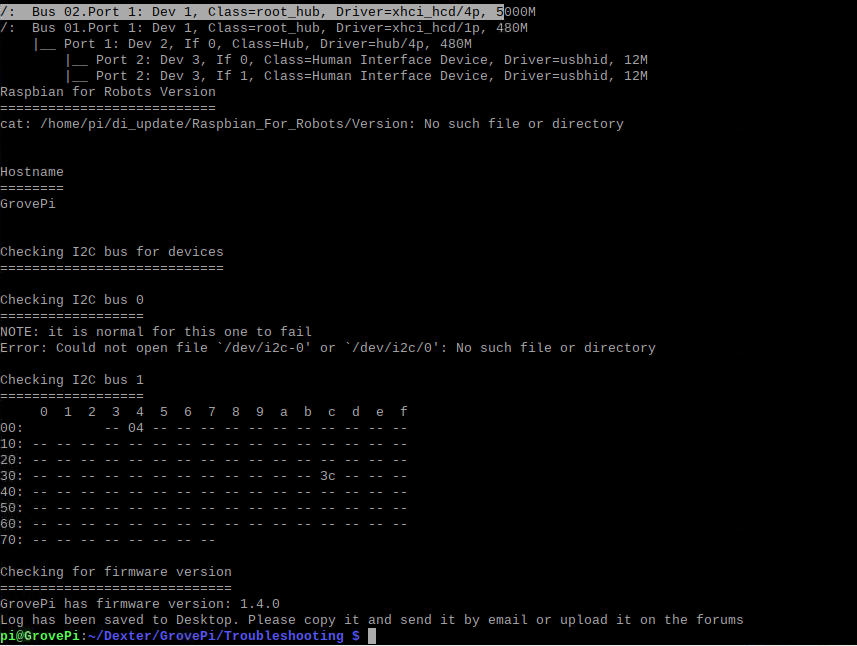 /:  Bus 02.Port 1: Dev 1, Class=root_hub, Driver=xhci_hcd/4p, 5000M
/:  Bus 01.Port 1: Dev 1, Class=root_hub, Driver=xhci_hcd/1p, 480M
    |__ Port 1: Dev 2, If 0, Class=Hub, Driver=hub/4p, 480M
        |__ Port 2: Dev 3, If 0, Class=Human Interface Device, Driver=usbhid, 12M
        |__ Port 2: Dev 3, If 1, Class=Human Interface Device, Driver=usbhid, 12M
Raspbian for Robots Version
===========================
cat: /home/pi/di_update/Raspbian_For_Robots/Version: No such file or directory
Hostname
========
GrovePi
Checking I2C bus for devices
============================
Checking I2C bus 0
==================
NOTE: it is normal for this one to fail
Error: Could not open file `/dev/i2c-0' or `/dev/i2c/0': No such file or directory
Checking I2C bus 1
==================
     0  1  2  3  4  5  6  7  8  9  a  b  c  d  e  f
00:          -- 04 -- -- -- -- -- -- -- -- -- -- --
10: -- -- -- -- -- -- -- -- -- -- -- -- -- -- -- --
20: -- -- -- -- -- -- -- -- -- -- -- -- -- -- -- --
30: -- -- -- -- -- -- -- -- -- -- -- -- 3c -- -- --
40: -- -- -- -- -- -- -- -- -- -- -- -- -- -- -- --
50: -- -- -- -- -- -- -- -- -- -- -- -- -- -- -- --
60: -- -- -- -- -- -- -- -- -- -- -- -- -- -- -- --
70: -- -- -- -- -- -- -- --
Checking for firmware version
=============================
GrovePi has firmware version: 1.4.0
Log has been saved to Desktop. Please copy it and send it by email or upload it on the forums
pi@GrovePi:~/Dexter/GrovePi/Troubleshooting $